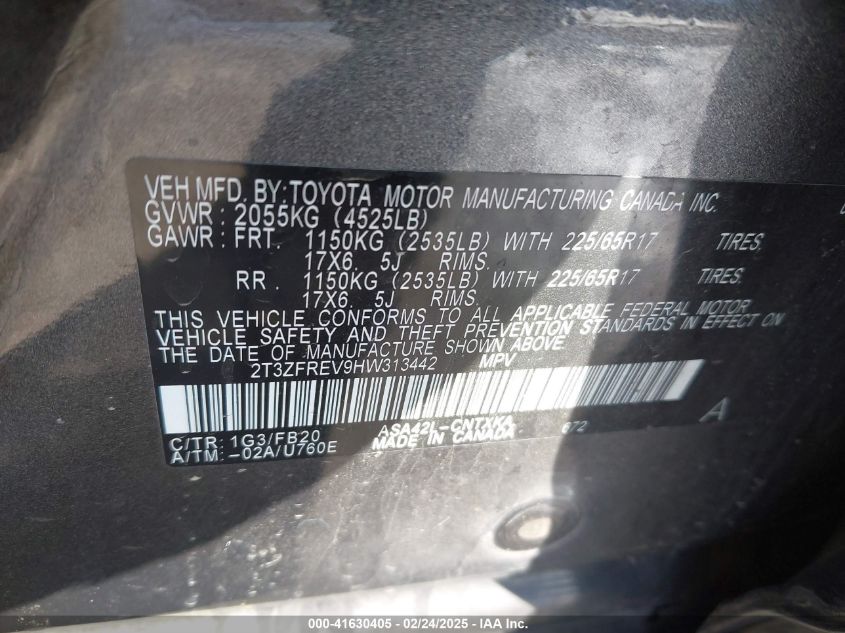 VEH MFD. BY: TOYOTA MOTOR MANUFACTURING CANADA INC.
GVWR : 2055KG (4525LB)
GAWR : FRT. 1150KG (2535LB) WITH 225/65R17 TIRES,
17X6. 5J RIMS.
RR. 1150KG (2535LB) WITH 225/65R17 TIRES,
17X6. 5J RIMS.
THIS VEHICLE CONFORMS TO ALL APPLICABLE FEDERAL MOTOR
VEHICLE SAFETY AND THEFT PREVENTION STANDARDS IN EFFECT ON
THE DATE OF MANUFACTURE SHOWN ABOVE
2T3ZFREV9HW313442 MPV
C/TR: 1G3/FB20 ASA42L-CNTXKA 672 A
A/TM: -02A/U760E MADE IN CANADA
000-41630405 - 02/24/2025 - IAA Inc.